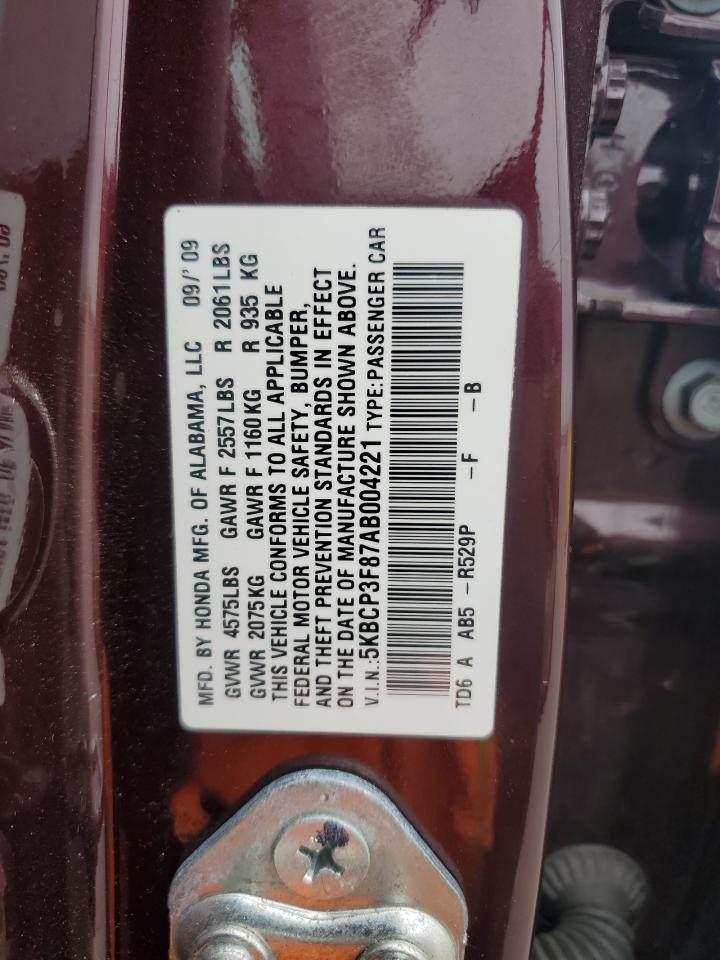 MFD. BY HONDA MFG. OF ALABAMA, LLC 09/'09
GVWR 4575LBS GAWR F 2557LBS R 2061LBS
GVWR 2075KG GAWR F 1160KG R 935 KG
THIS VEHICLE CONFORMS TO ALL APPLICABLE
FEDERAL MOTOR VEHICLE SAFETY, BUMPER,
AND THEFT PREVENTION STANDARDS IN EFFECT
ON THE DATE OF MANUFACTURE SHOWN ABOVE.
V.I.N.:5KBCP3F87AB004221 TYPE:PASSENGER CAR
TD6 A AB5 -R529P -F -B